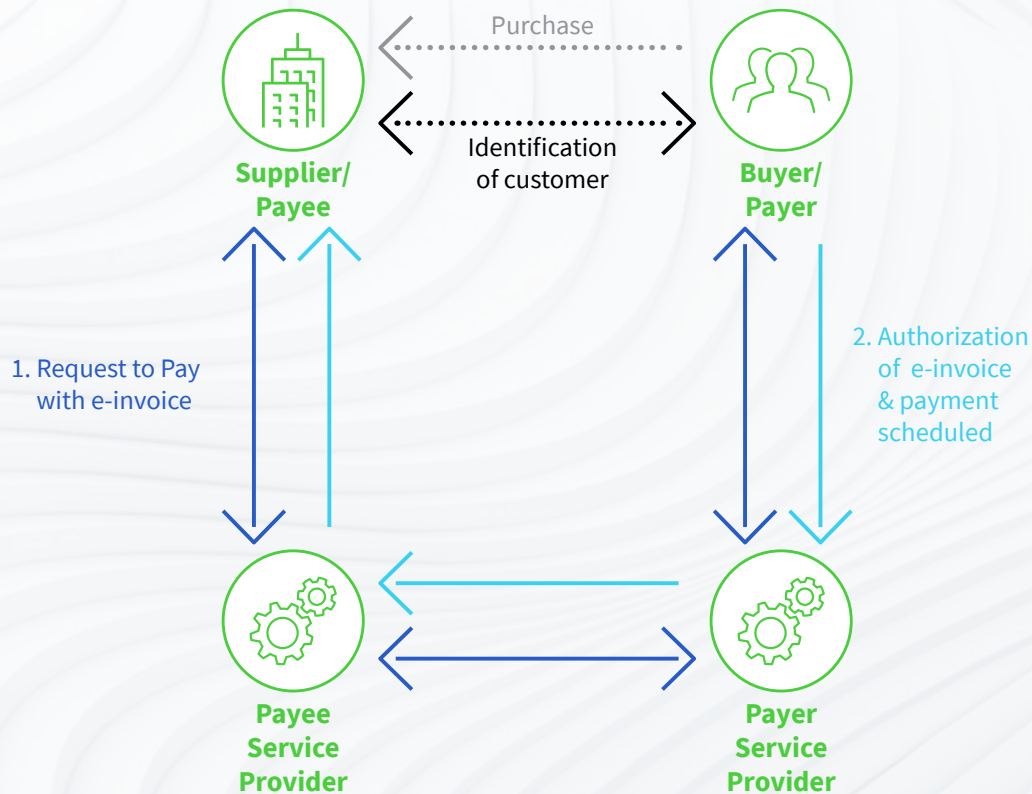 Purchase
Identification
of customer
Supplier/
Payee
Buyer/
Payer
1. Request to Pay
with e-invoice
2. Authorization
of e-invoice
& payment
scheduled
Payee
Service
Provider
Payer
Service
Provider